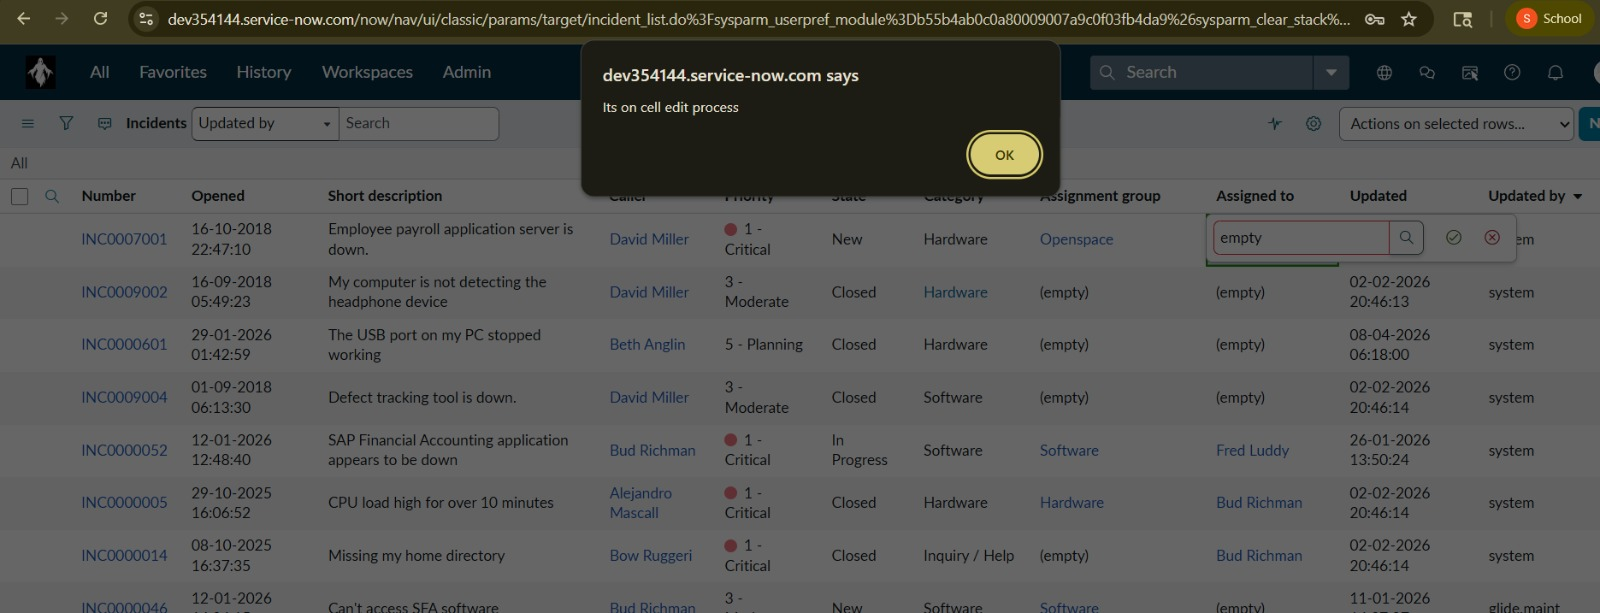 dev354144.service-now.com/now/nav/ui/classic/params/target/incident_list.do%3Fsysparm_userpref_module%3Db55b4ab0c0a80009007a9c0f03fb4da9%26sysparm_clear_stack%...
S School
dev354144.service-now.com says
Its on cell edit process
OK
All Favorites History Workspaces Admin Search
Incidents Updated by Search Actions on selected rows...
All
Number Opened Short description Caller Priority State Category Assignment group Assigned to Updated Updated by
INC0007001 16-10-2018 22:47:10 Employee payroll application server is down. David Miller 1 - Critical New Hardware Openspace empty
INC0009002 16-09-2018 05:49:23 My computer is not detecting the headphone device David Miller 3 - Moderate Closed Hardware (empty) (empty) 02-02-2026 20:46:13 system
INC0000601 29-01-2026 01:42:59 The USB port on my PC stopped working Beth Anglin 5 - Planning Closed Hardware (empty) (empty) 08-04-2026 06:18:00 system
INC0009004 01-09-2018 06:13:30 Defect tracking tool is down. David Miller 3 - Moderate Closed Software (empty) (empty) 02-02-2026 20:46:14 system
INC0000052 12-01-2026 12:48:40 SAP Financial Accounting application appears to be down Bud Richman 1 - Critical In Progress Software Software Fred Luddy 26-01-2026 13:50:24 system
INC0000005 29-10-2025 16:06:52 CPU load high for over 10 minutes Alejandro Mascall 1 - Critical Closed Hardware Hardware Bud Richman 02-02-2026 20:46:14 system
INC0000014 08-10-2025 16:37:35 Missing my home directory Bow Ruggeri 1 - Critical Closed Inquiry / Help (empty) Bud Richman 02-02-2026 20:46:14 system
INC0000046 12-01-2026 Can't access SFA software Bud Richman 3 - New Software Software (empty) 11-01-2026 glide.maint